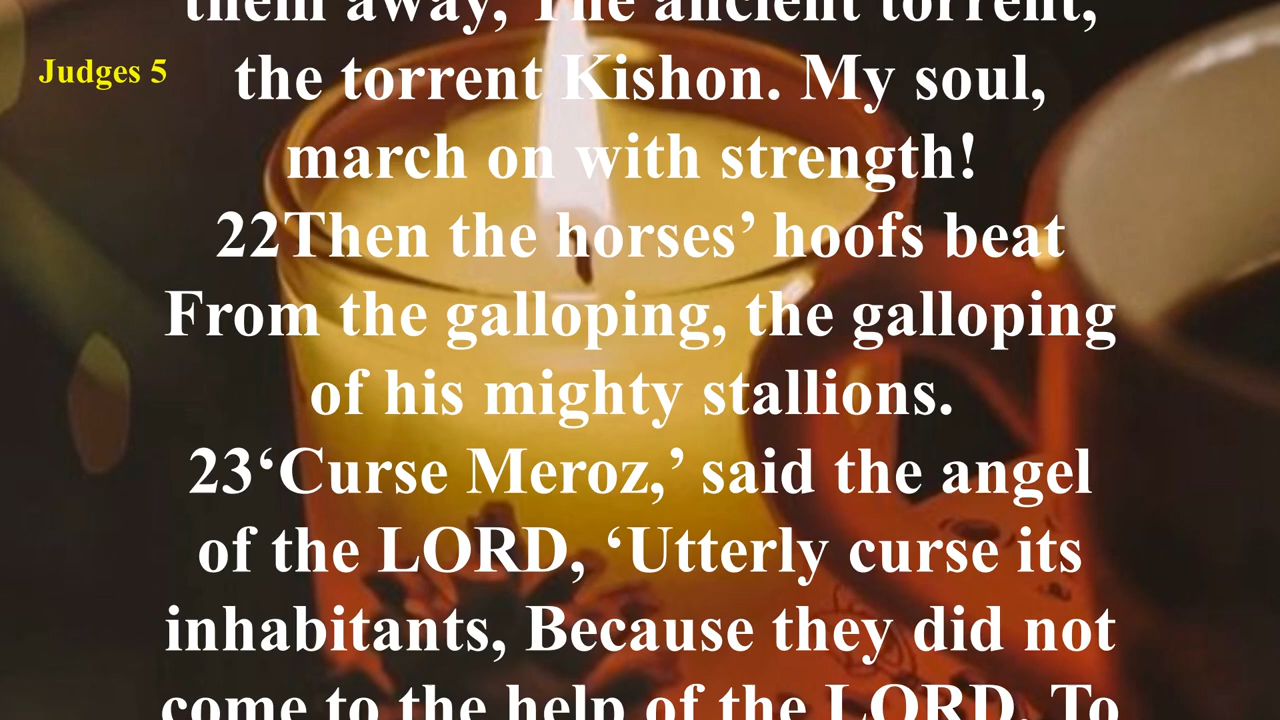 them away, The ancient torrent,
Judges 5
the torrent Kishon. My soul,
march on with strength!
22Then the horses’ hoofs beat
From the galloping, the galloping
of his mighty stallions.
23‘Curse Meroz,’ said the angel
of the LORD, ‘Utterly curse its
inhabitants, Because they did not
come to the help of the LORD, To